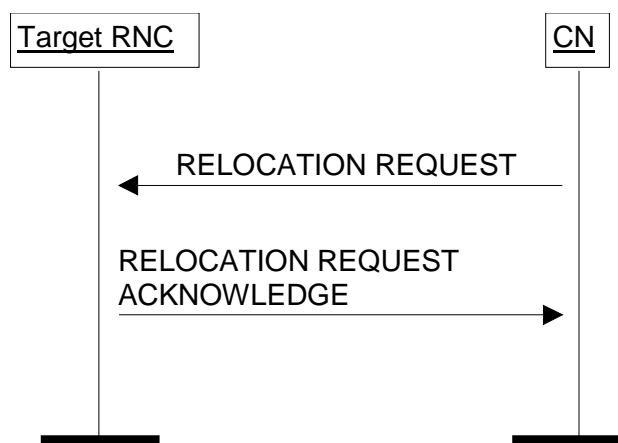 Target RNC
CN
RELOCATION REQUEST
RELOCATION REQUEST
ACKNOWLEDGE